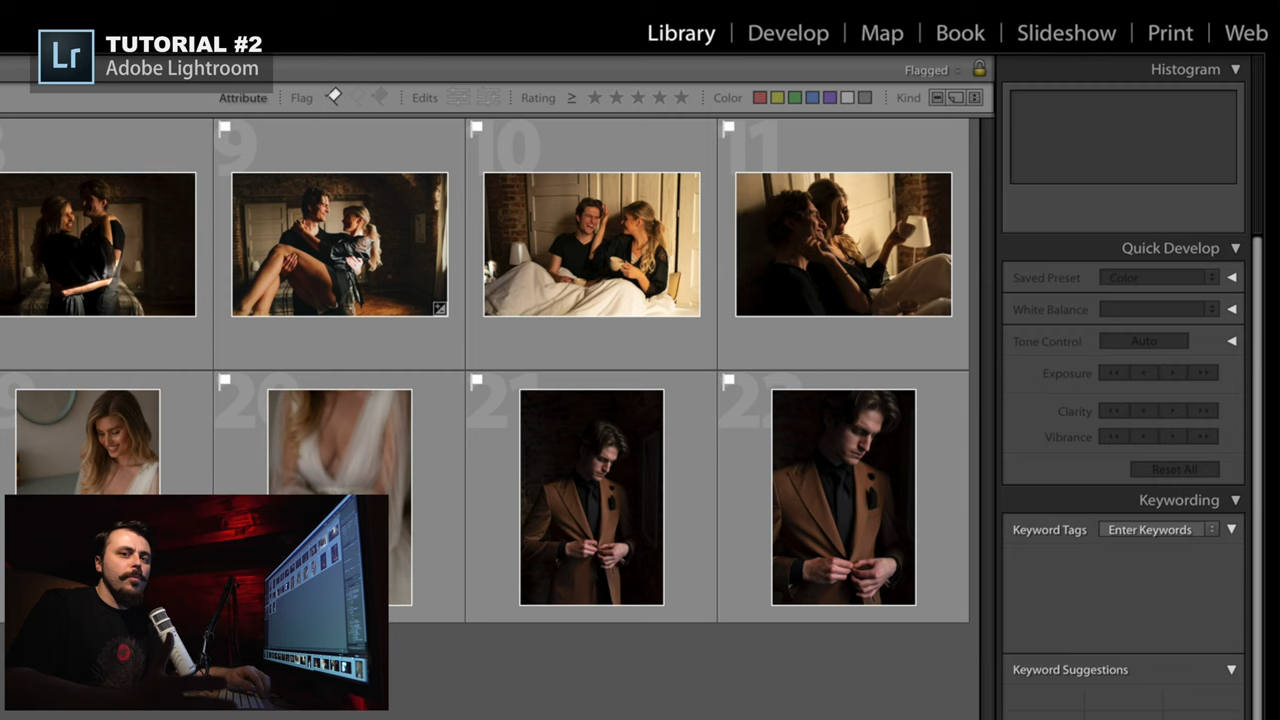 Lr
TUTORIAL #2
Adobe Lightroom
Library | Develop | Map | Book | Slideshow | Print | Web
Flagged
Attribute Flag Edits Rating ≥ Color Kind
9 10 11
20 21 22
Histogram
Quick Develop
Saved Preset Color
White Balance
Tone Control Auto
Exposure
Clarity
Vibrance
Reset All
Keywording
Keyword Tags Enter Keywords
Keyword Suggestions